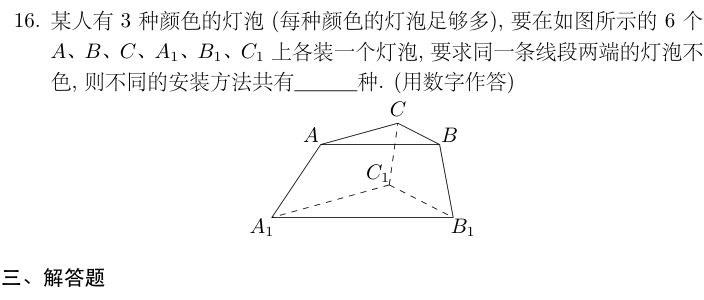 16. 某人有 3 种颜色的灯泡 (每种颜色的灯泡足够多), 要在如图所示的 6 个
A、B、C、A₁、B₁、C₁ 上各装一个灯泡, 要求同一条线段两端的灯泡不
色, 则不同的安装方法共有______种. (用数字作答)
C
A
B
C₁
A₁
B₁
三、解答题